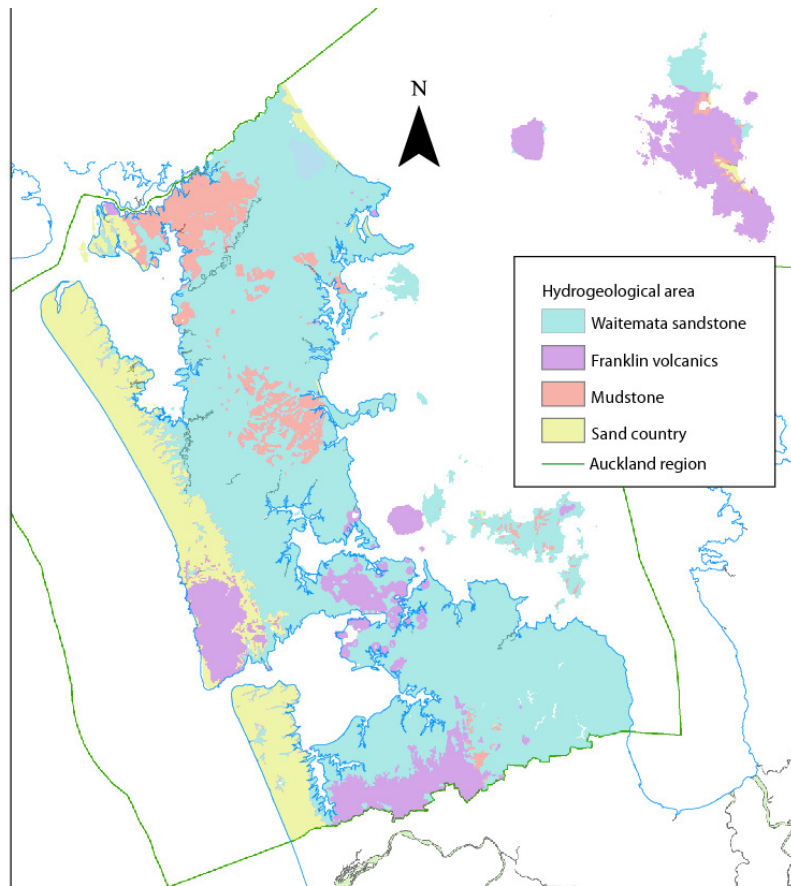 N
Hydrogeological area
Waitemata sandstone
Franklin volcanics
Mudstone
Sand country
Auckland region